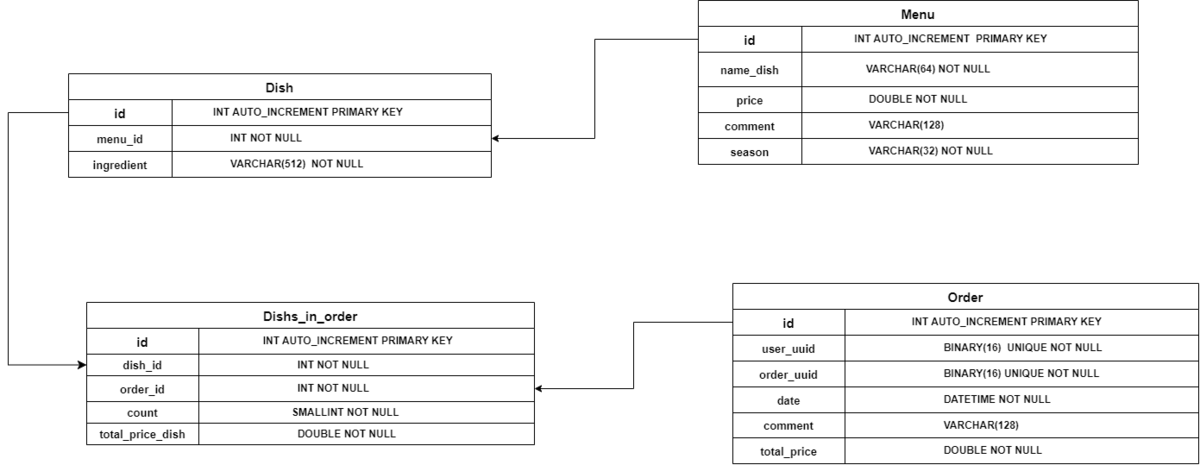 Menu
id INT AUTO_INCREMENT PRIMARY KEY
name_dish VARCHAR(64) NOT NULL
price DOUBLE NOT NULL
comment VARCHAR(128)
season VARCHAR(32) NOT NULL
Dish
id INT AUTO_INCREMENT PRIMARY KEY
menu_id INT NOT NULL
ingredient VARCHAR(512) NOT NULL
Dishs_in_order
id INT AUTO_INCREMENT PRIMARY KEY
dish_id INT NOT NULL
order_id INT NOT NULL
count SMALLINT NOT NULL
total_price_dish DOUBLE NOT NULL
Order
id INT AUTO_INCREMENT PRIMARY KEY
user_uuid BINARY(16) UNIQUE NOT NULL
order_uuid BINARY(16) UNIQUE NOT NULL
date DATETIME NOT NULL
comment VARCHAR(128)
total_price DOUBLE NOT NULL